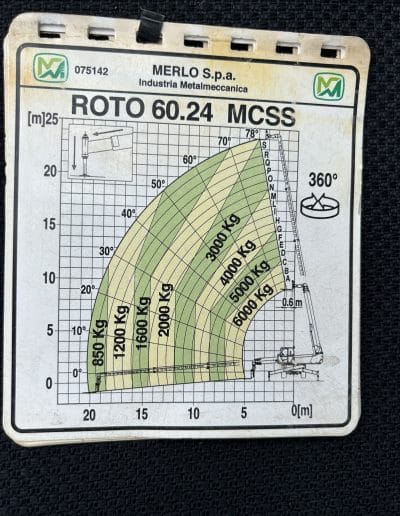 075142
MERLO S.p.a.
Industria Metalmeccanica
ROTO 60.24 MCSS
[m]25
20
15
10
5
0
78°
70°
60°
50°
40°
30°
20°
10°
0°
360°
S
R
Q
P
O
N
M
L
I
H
G
F
E
D
C
B
A
0.6 m
850 Kg
1200 Kg
1600 Kg
2000 Kg
3000 Kg
4000 Kg
5000 Kg
6000 Kg
20
15
10
5
0[m]